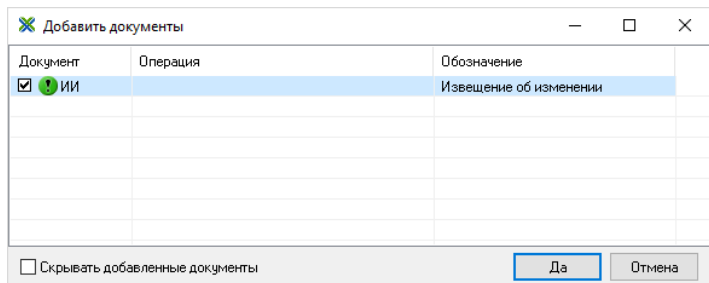 Добавить документы
Документ Операция Обозначение
ИИ Извещение об изменении
Скрывать добавленные документы Да Отмена